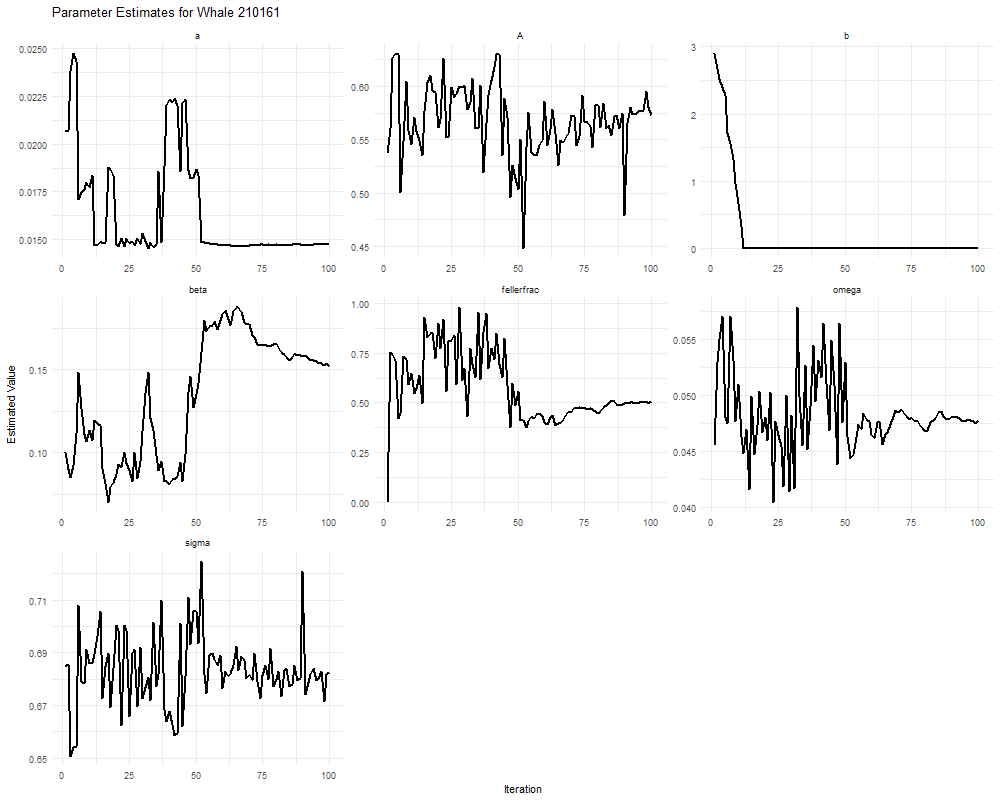 Parameter Estimates for Whale 210161
a
A
b
0.0250
0.0225
0.0200
0.0175
0.0150
0.60
0.55
0.50
0.45
3
2
1
0
0 25 50 75 100
0 25 50 75 100
0 25 50 75 100
beta
fellerfrac
omega
Estimated Value
0.15
0.10
1.00
0.75
0.50
0.25
0.00
0.055
0.050
0.045
0.040
0 25 50 75 100
0 25 50 75 100
0 25 50 75 100
sigma
0.71
0.69
0.67
0.65
0 25 50 75 100
Iteration